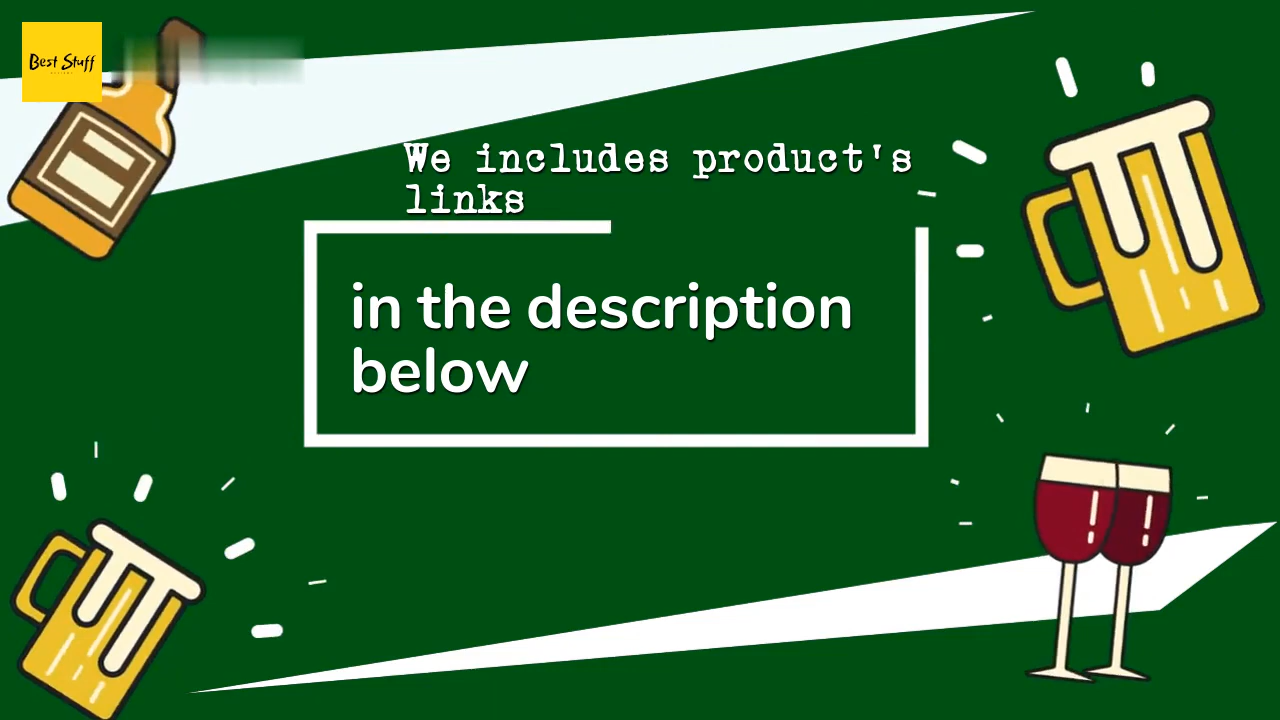 Best Stuff
We includes product's
links
in the description
below